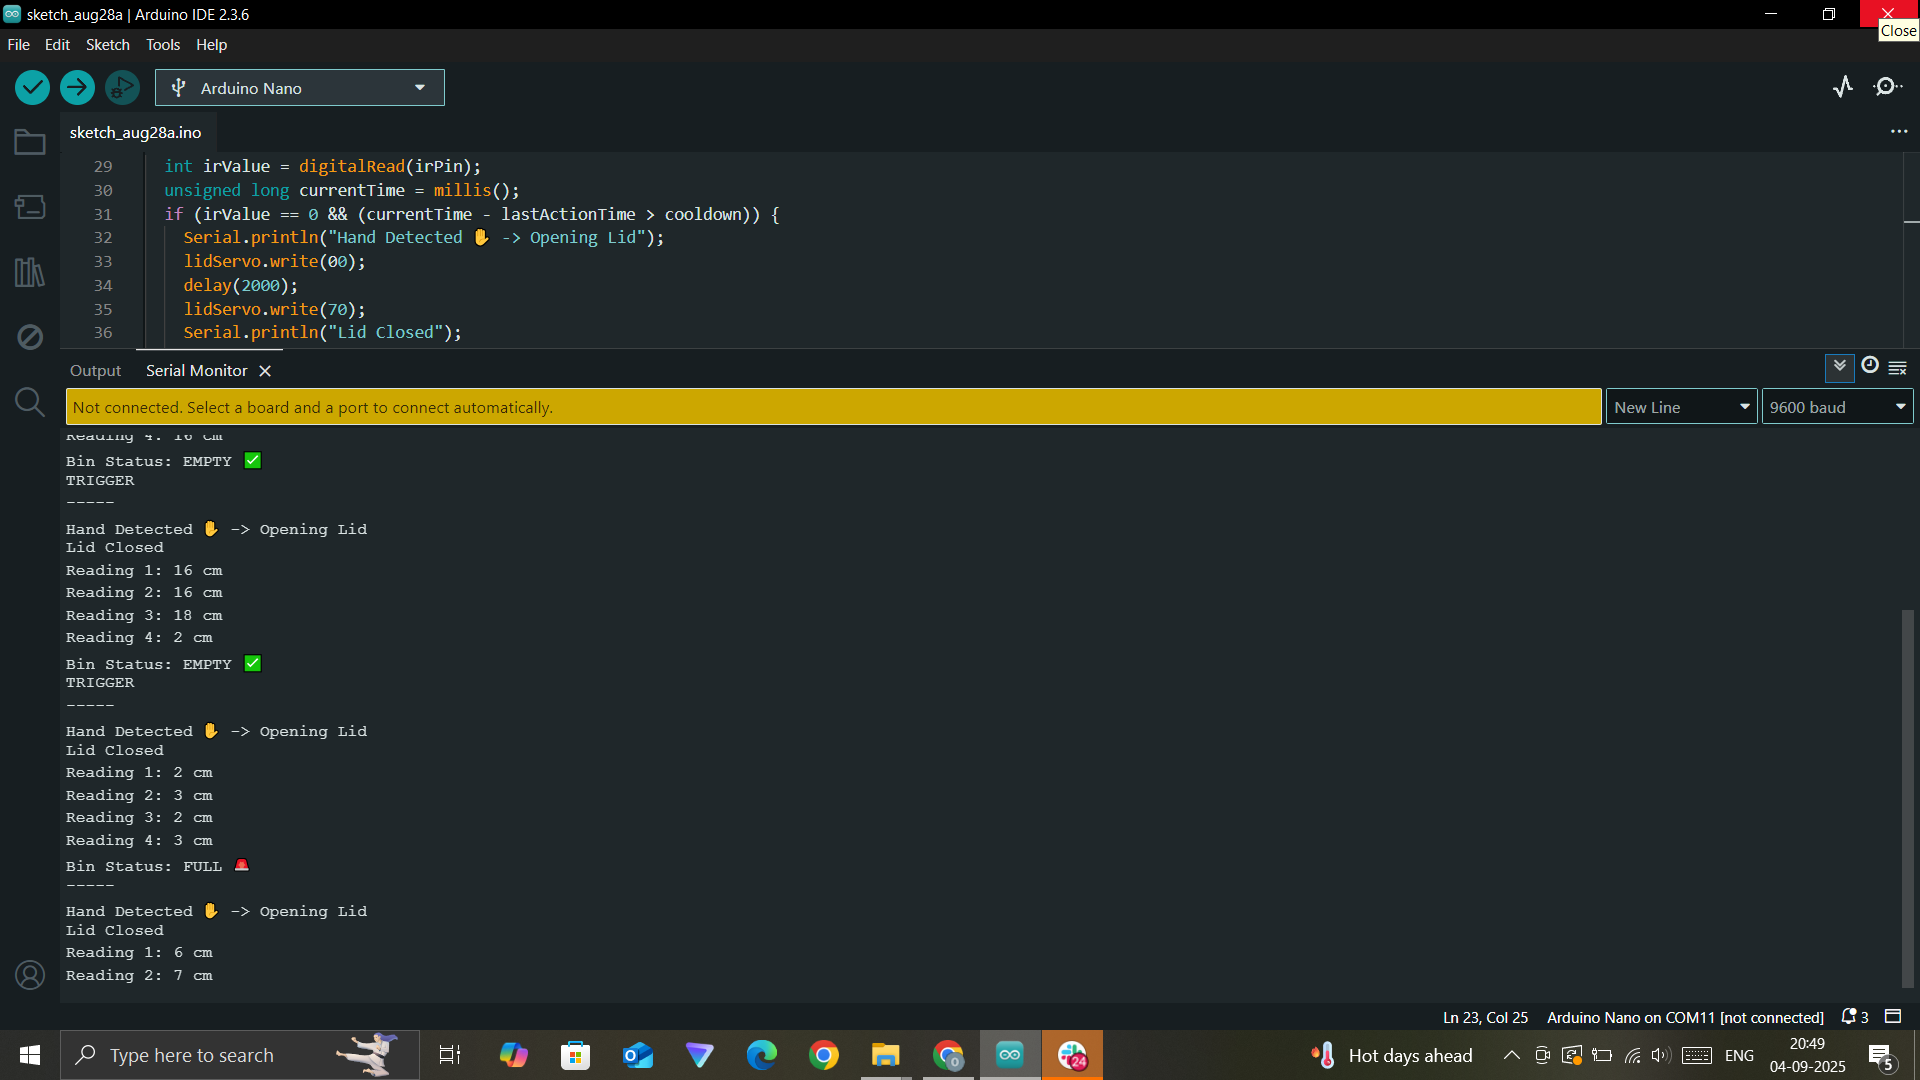 sketch_aug28a | Arduino IDE 2.3.6
Close
File Edit Sketch Tools Help
Arduino Nano
sketch_aug28a.ino
29 int irValue = digitalRead(irPin);
30 unsigned long currentTime = millis();
31 if (irValue == 0 && (currentTime - lastActionTime > cooldown)) {
32 Serial.println("Hand Detected ✋ -> Opening Lid");
33 lidServo.write(00);
34 delay(2000);
35 lidServo.write(70);
36 Serial.println("Lid Closed");
Output Serial Monitor
Not connected. Select a board and a port to connect automatically.
New Line 9600 baud
Reading 4: 16 cm
Bin Status: EMPTY ✅
TRIGGER
-----
Hand Detected ✋ -> Opening Lid
Lid Closed
Reading 1: 16 cm
Reading 2: 16 cm
Reading 3: 18 cm
Reading 4: 2 cm
Bin Status: EMPTY ✅
TRIGGER
-----
Hand Detected ✋ -> Opening Lid
Lid Closed
Reading 1: 2 cm
Reading 2: 3 cm
Reading 3: 2 cm
Reading 4: 3 cm
Bin Status: FULL 🚨
-----
Hand Detected ✋ -> Opening Lid
Lid Closed
Reading 1: 6 cm
Reading 2: 7 cm
Ln 23, Col 25 Arduino Nano on COM11 [not connected] 3
Type here to search
24
Hot days ahead
ENG
20:49
04-09-2025
5